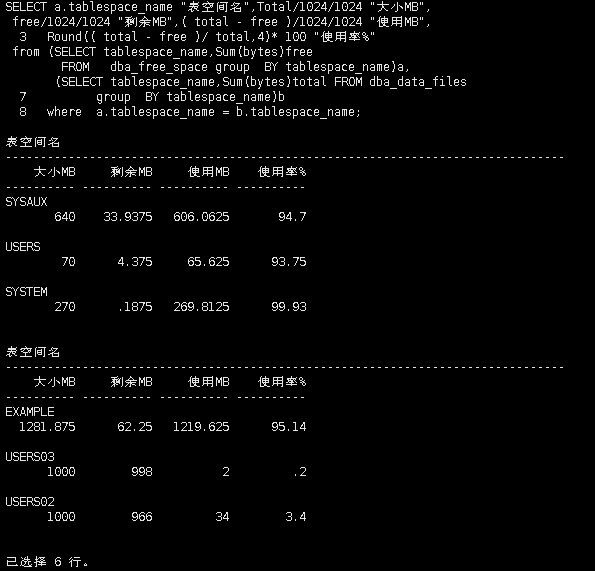 SELECT a.tablespace_name "表空间名",Total/1024/1024 "大小MB",
free/1024/1024 "剩余MB",( total - free )/1024/1024 "使用MB",
3 Round(( total - free )/ total,4)* 100 "使用率%"
from (SELECT tablespace_name,Sum(bytes)free
FROM dba_free_space group BY tablespace_name)a,
(SELECT tablespace_name,Sum(bytes)total FROM dba_data_files
7 group BY tablespace_name)b
8 where a.tablespace_name = b.tablespace_name;
表空间名
--------------------------------------------------------------------------------
大小MB 剩余MB 使用MB 使用率%
---------- ---------- ---------- ----------
SYSAUX
640 33.9375 606.0625 94.7
USERS
70 4.375 65.625 93.75
SYSTEM
270 .1875 269.8125 99.93
表空间名
--------------------------------------------------------------------------------
大小MB 剩余MB 使用MB 使用率%
---------- ---------- ---------- ----------
EXAMPLE
1281.875 62.25 1219.625 95.14
USERS03
1000 998 2 .2
USERS02
1000 966 34 3.4
已选择 6 行。